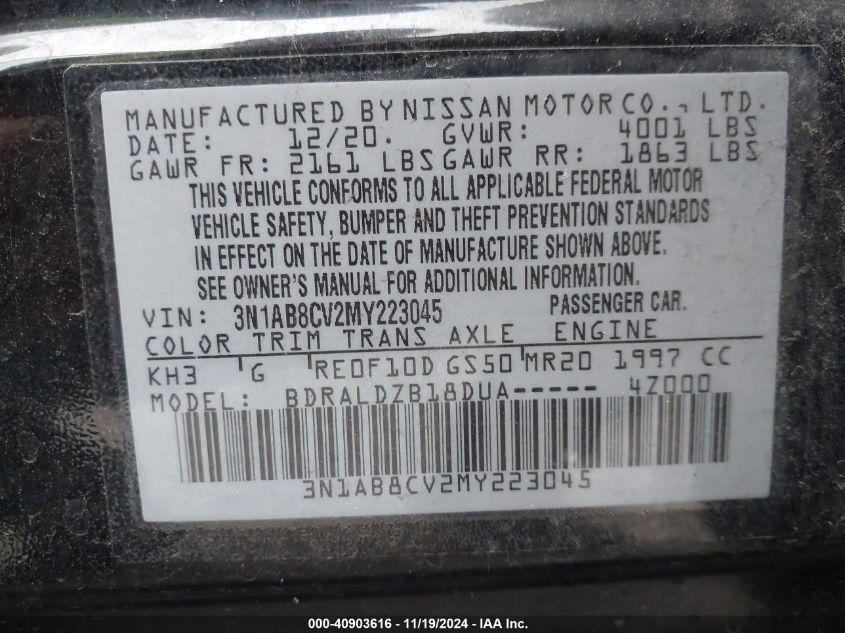 MANUFACTURED BY NISSAN MOTOR CO., LTD.
DATE: 12/20. GVWR: 4001 LBS
GAWR FR: 2161 LBS GAWR RR: 1863 LBS
THIS VEHICLE CONFORMS TO ALL APPLICABLE FEDERAL MOTOR
VEHICLE SAFETY, BUMPER AND THEFT PREVENTION STANDARDS
IN EFFECT ON THE DATE OF MANUFACTURE SHOWN ABOVE.
SEE OWNER'S MANUAL FOR ADDITIONAL INFORMATION.
VIN: 3N1AB8CV2MY223045 PASSENGER CAR.
COLOR TRIM TRANS AXLE ENGINE
KH3 G RE0F10D GS50 MR20 1997 CC
MODEL: BDRALDZB18DUA----- 4Z000
3N1AB8CV2MY223045
000-40903616 - 11/19/2024 - IAA Inc.